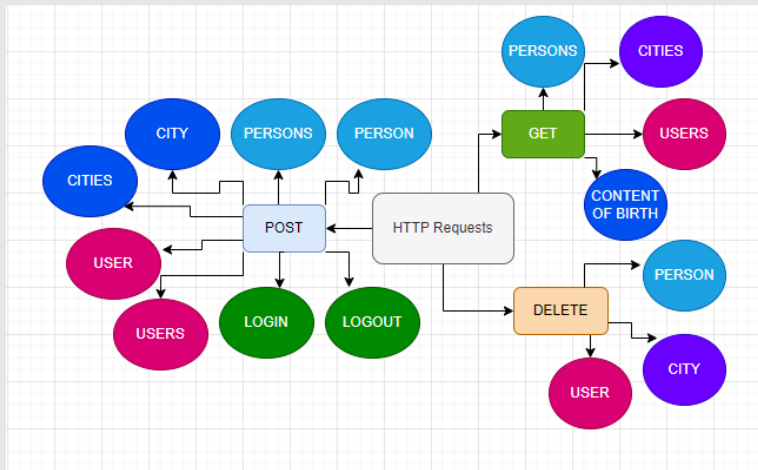 PERSONS
CITIES
CITY
PERSONS
PERSON
GET
USERS
CITIES
CONTENT
OF BIRTH
POST
HTTP Requests
USER
PERSON
DELETE
LOGIN
LOGOUT
USERS
CITY
USER